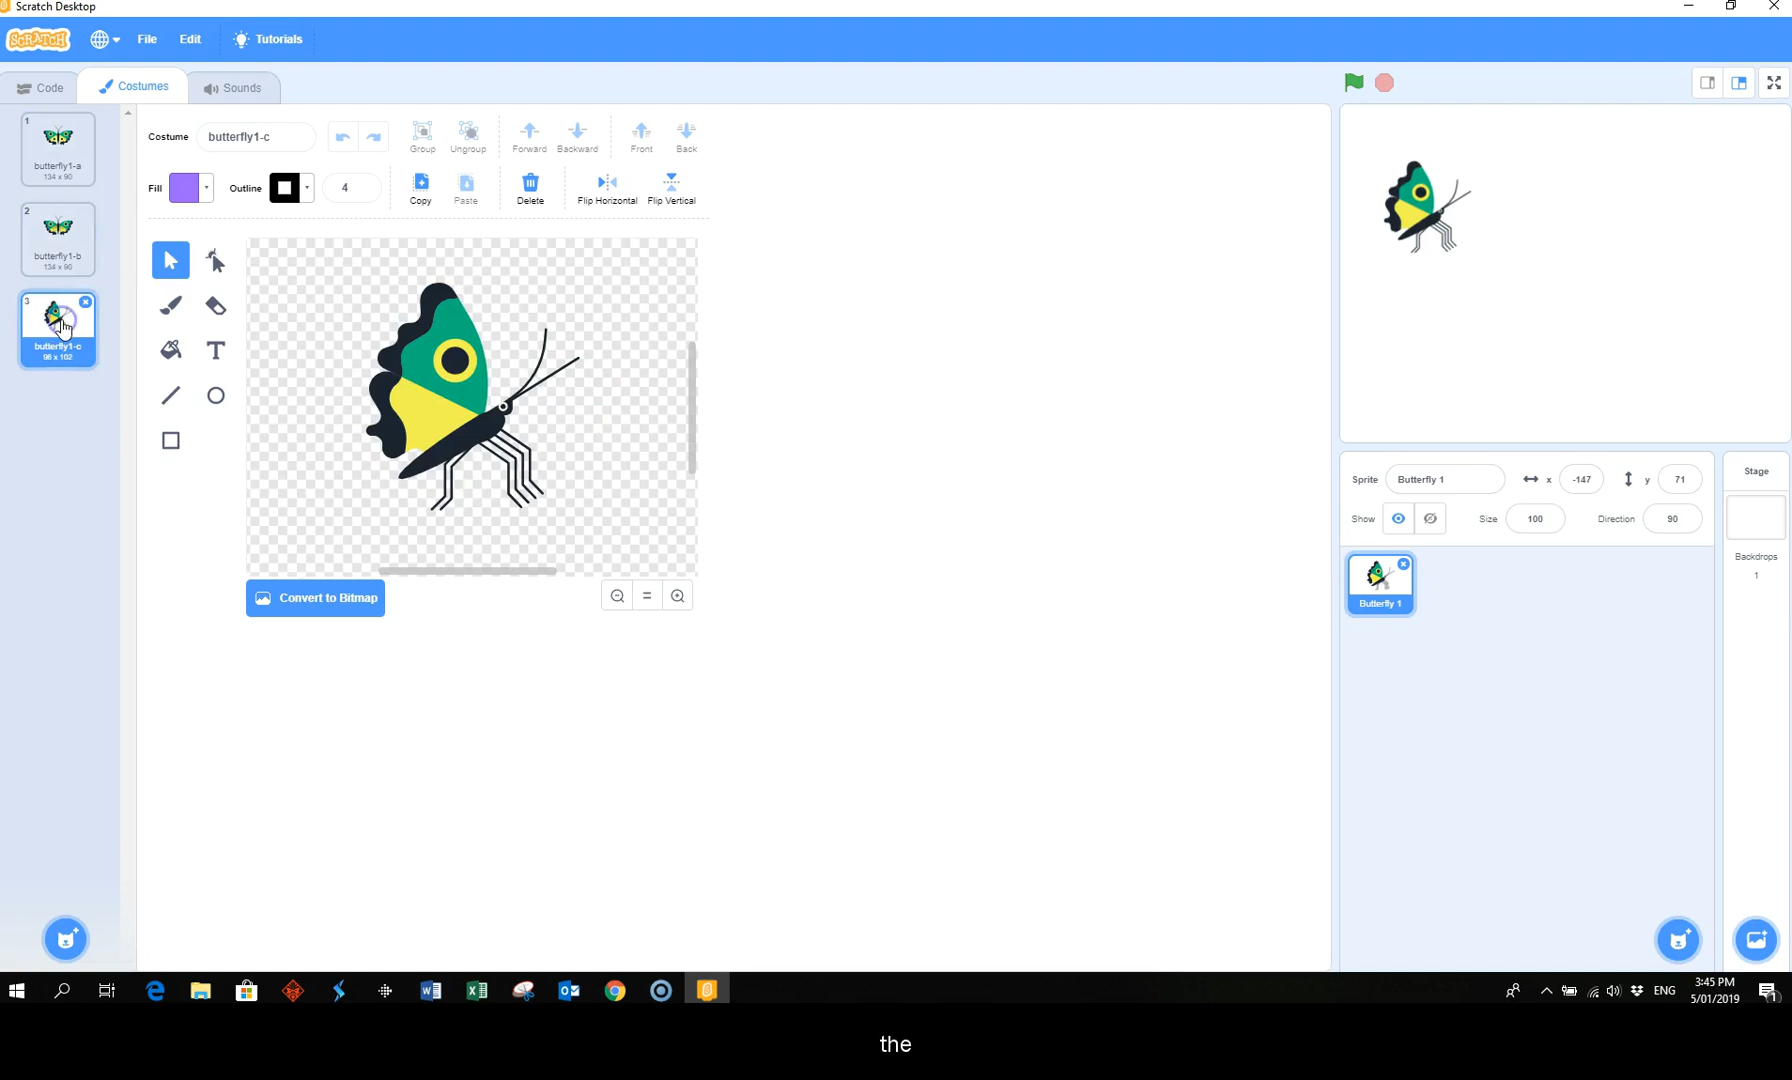 Scratch Desktop
SCRATCH File Edit Tutorials
Code Costumes Sounds
1
butterfly1-a
134 x 90
2
butterfly1-b
134 x 90
3
butterfly1-c
96 x 102
Costume butterfly1-c Group Ungroup Forward Backward Front Back
Fill Outline 4 Copy Paste Delete Flip Horizontal Flip Vertical
T
Convert to Bitmap
Sprite Butterfly 1 x -147 y 71
Show Size 100 Direction 90
Butterfly 1
Stage
Backdrops
1
ENG
3:45 PM
5/01/2019
1
the